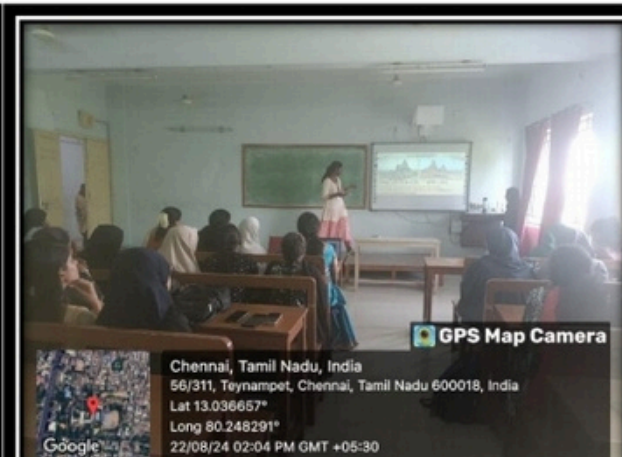 GPS Map Camera
Chennai, Tamil Nadu, India
56/311, Teynampet, Chennai, Tamil Nadu 600018, India
Lat 13.036657°
Long 80.248291°
22/08/24 02:04 PM GMT +05:30
Google